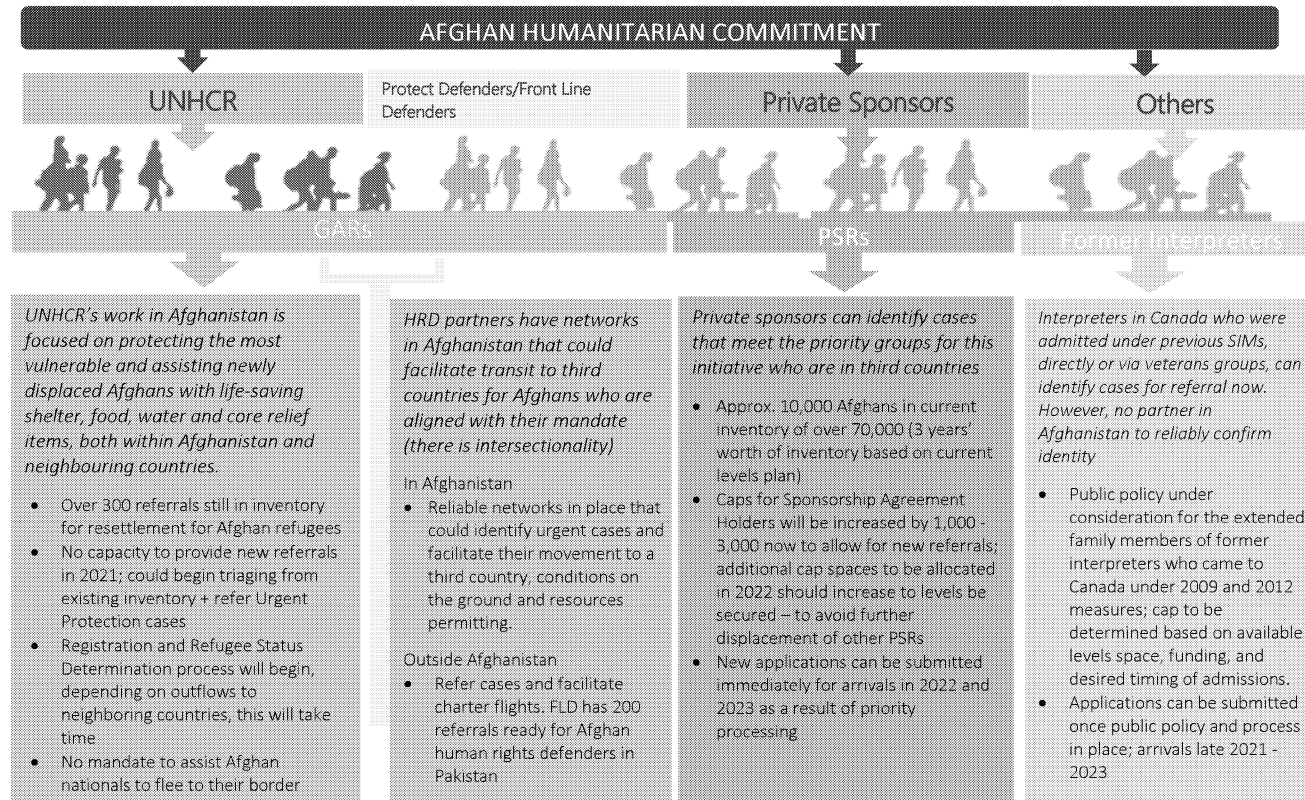 AFGHAN HUMANITARIAN COMMITMENT
UNHCR
Protect Defenders/Front Line
Defenders
Private Sponsors
Others
GARs
PSRs
Former Interpreters
UNHCR's work in Afghanistan is
focused on protecting the most
vulnerable and assisting newly
displaced Afghans with life-saving
shelter, food, water and core relief
items, both within Afghanistan and
neighbouring countries.
• Over 300 referrals still in inventory
for resettlement for Afghan refugees
• No capacity to provide new referrals
in 2021; could begin triaging from
existing inventory + refer Urgent
Protection cases
• Registration and Refugee Status
Determination process will begin,
depending on outflows to
neighboring countries, this will take
time
• No mandate to assist Afghan
nationals to flee to their border
HRD partners have networks
in Afghanistan that could
facilitate transit to third
countries for Afghans who are
aligned with their mandate
(there is intersectionality)
In Afghanistan
• Reliable networks in place that
could identify urgent cases and
facilitate their movement to a
third country, conditions on
the ground and resources
permitting.
Outside Afghanistan
• Refer cases and facilitate
charter flights. FLD has 200
referrals ready for Afghan
human rights defenders in
Pakistan
Private sponsors can identify cases
that meet the priority groups for this
initiative who are in third countries
• Approx. 10,000 Afghans in current
inventory of over 70,000 (3 years'
worth of inventory based on current
levels plan)
• Caps for Sponsorship Agreement
Holders will be increased by 1,000 -
3,000 now to allow for new referrals;
additional cap spaces to be allocated
in 2022 should increase to levels be
secured – to avoid further
displacement of other PSRs
• New applications can be submitted
immediately for arrivals in 2022 and
2023 as a result of priority
processing
Interpreters in Canada who were
admitted under previous SIMs,
directly or via veterans groups, can
identify cases for referral now.
However, no partner in
Afghanistan to reliably confirm
identity
• Public policy under
consideration for the extended
family members of former
interpreters who came to
Canada under 2009 and 2012
measures; cap to be
determined based on available
levels space, funding, and
desired timing of admissions.
• Applications can be submitted
once public policy and process
in place; arrivals late 2021 -
2023